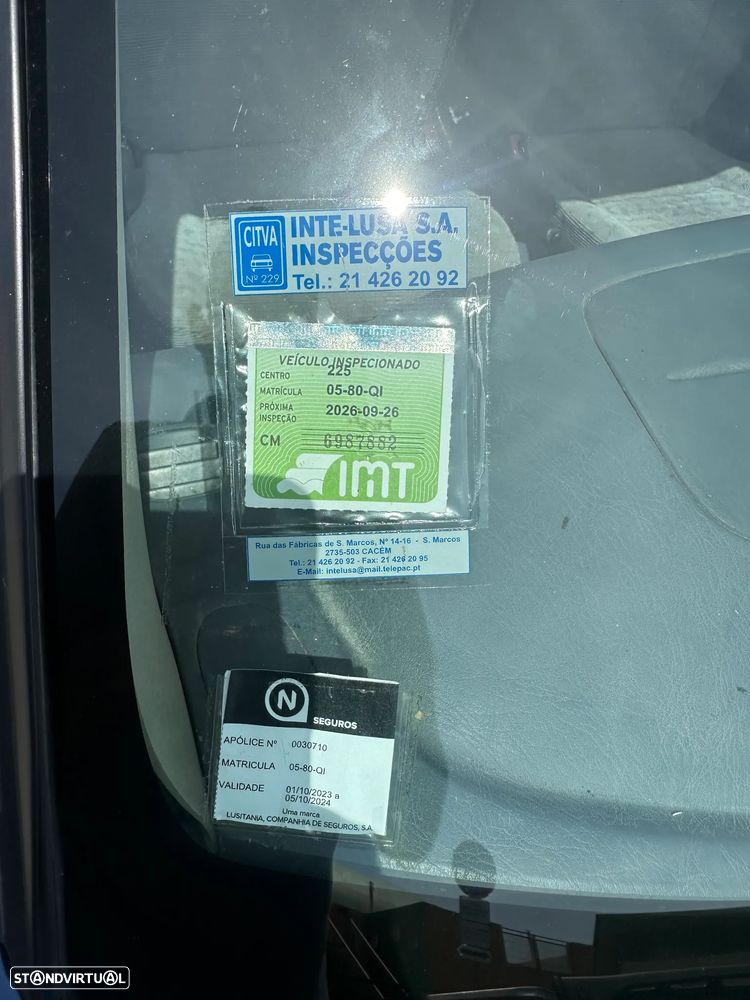 CITVA
Nº 229
INTE-LUSA S.A.
INSPECÇÕES
Tel.: 21 426 20 92
VEÍCULO INSPECIONADO
CENTRO 225
MATRÍCULA 05-80-QI
PRÓXIMA INSPEÇÃO 2026-09-26
CM 6987882
IMT
Rua das Fábricas de S. Marcos, Nº 14-16 - S. Marcos
2735-503 CACÉM
Tel.: 21 426 20 92 - Fax: 21 426 20 95
E-Mail: intelusa@mail.telepac.pt
N
SEGUROS
APÓLICE Nº 0030710
MATRICULA 05-80-QI
VALIDADE 01/10/2023 a
05/10/2024
Uma marca
LUSITANIA, COMPANHIA DE SEGUROS, S.A.
STANDVIRTUAL